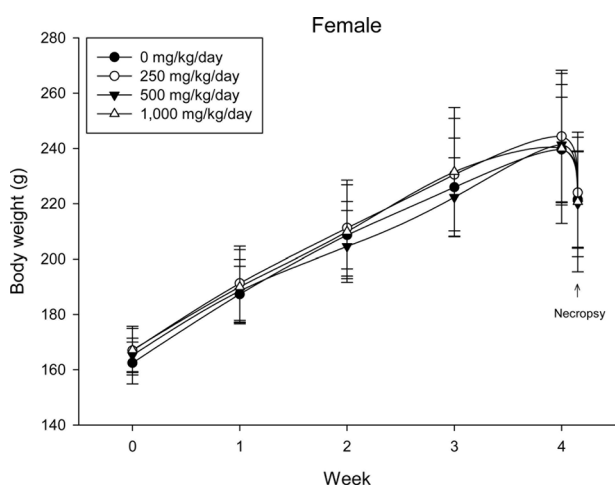 Female
280
260
240
220
200
180
160
140
Body weight (g)
0 mg/kg/day
250 mg/kg/day
500 mg/kg/day
1,000 mg/kg/day
Necropsy
0 1 2 3 4
Week